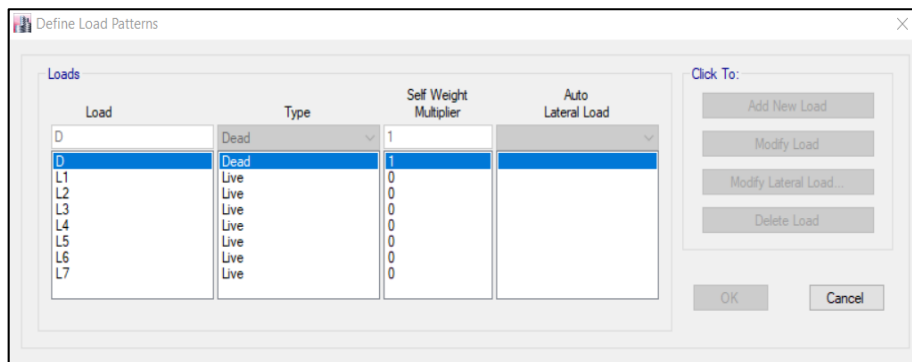 Define Load Patterns
Loads
Click To:
Load Type Self Weight Multiplier Auto Lateral Load
D Dead 1
D Dead 1
L1 Live 0
L2 Live 0
L3 Live 0
L4 Live 0
L5 Live 0
L6 Live 0
L7 Live 0
Add New Load
Modify Load
Modify Lateral Load...
Delete Load
OK Cancel